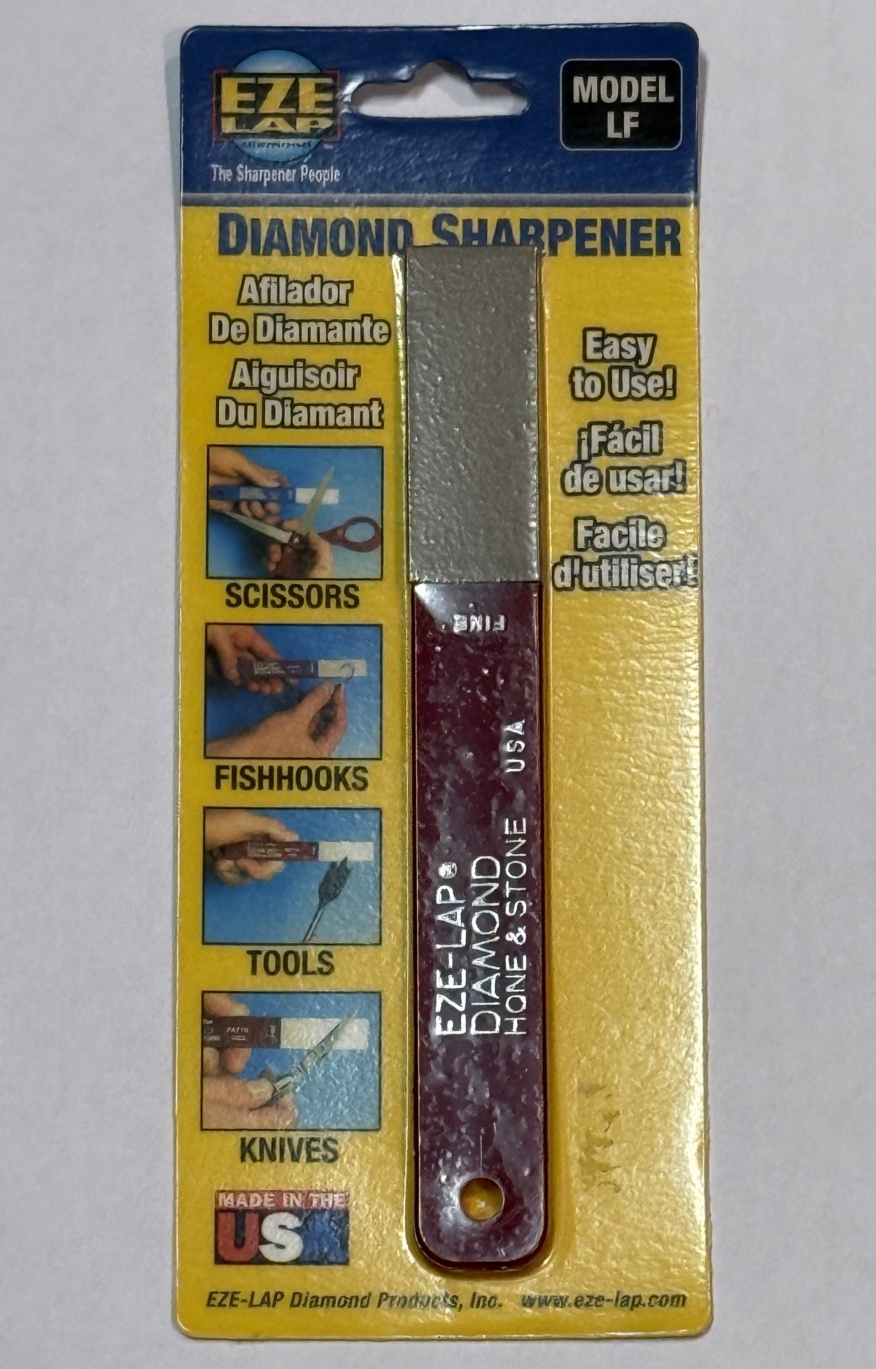 EZE
LAP
The Sharpener People
MODEL
LF
DIAMOND SHARPENER
Afilador
De Diamante
Aiguisoir
Du Diamant
Easy
to Use!
¡Fácil
de usar!
Facile
d'utiliser!
SCISSORS
FISHHOOKS
TOOLS
KNIVES
FINE
EZE-LAP®
DIAMOND
HONE & STONE USA
MADE IN THE
USA
EZE-LAP Diamond Products, Inc. www.eze-lap.com